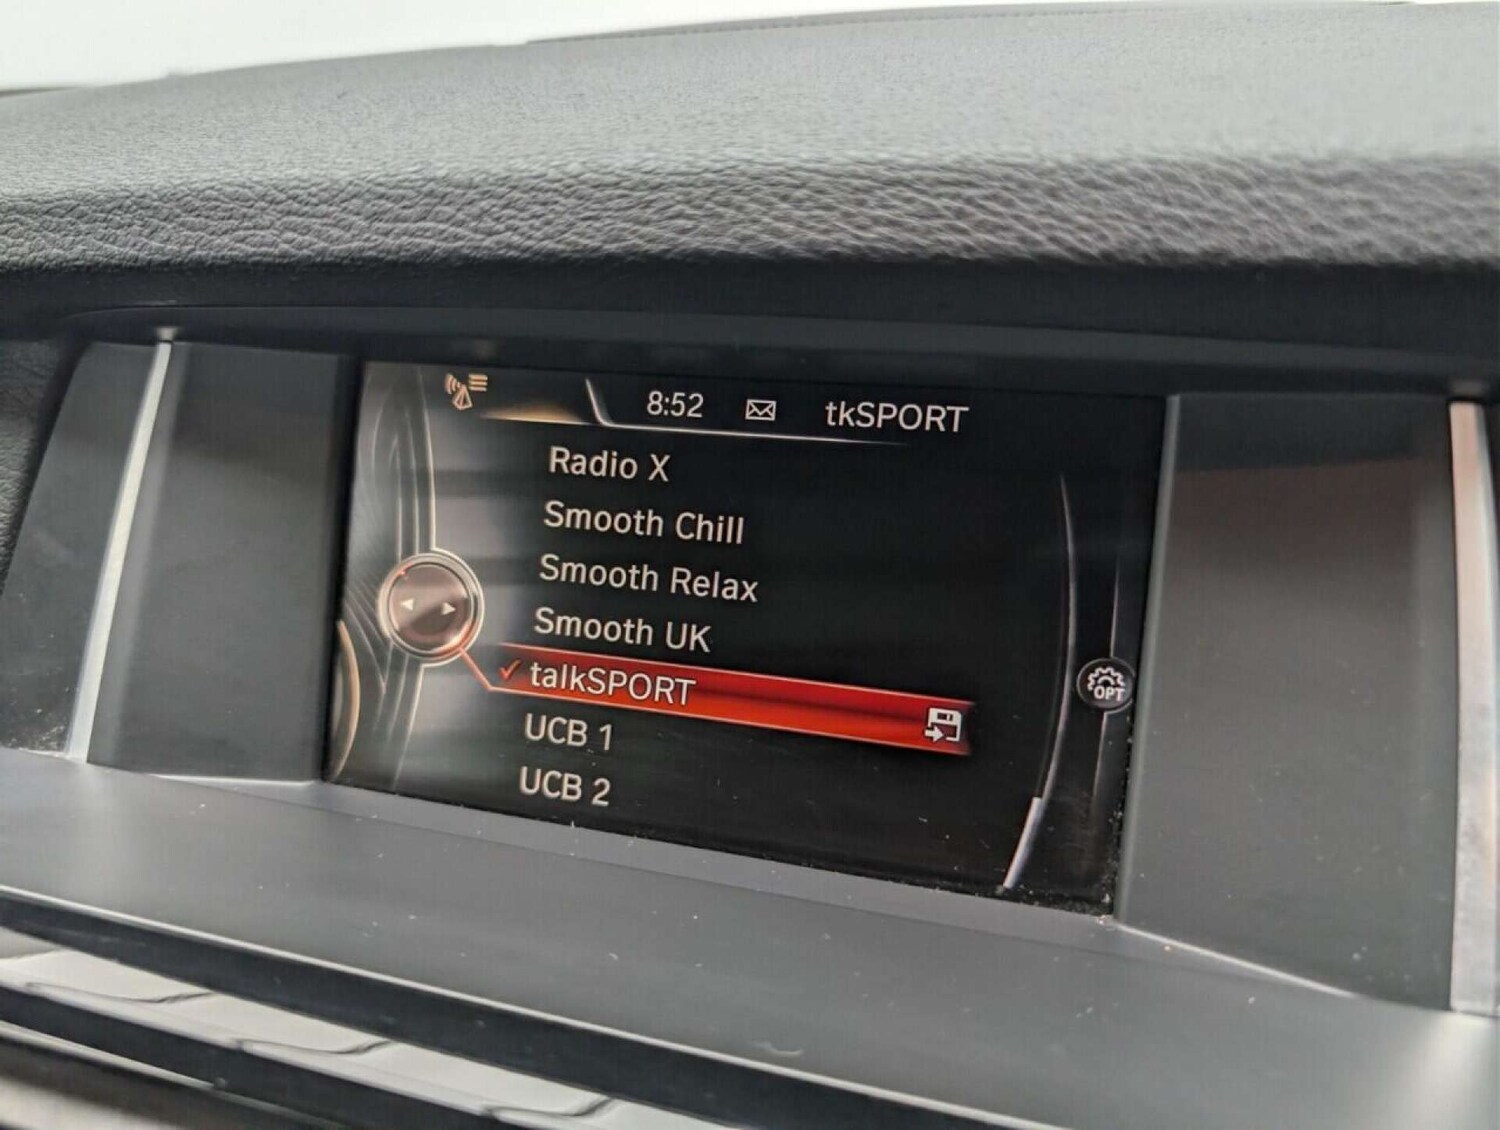 8:52 tkSPORT
Radio X
Smooth Chill
Smooth Relax
Smooth UK
talkSPORT
OPT
UCB 1
UCB 2